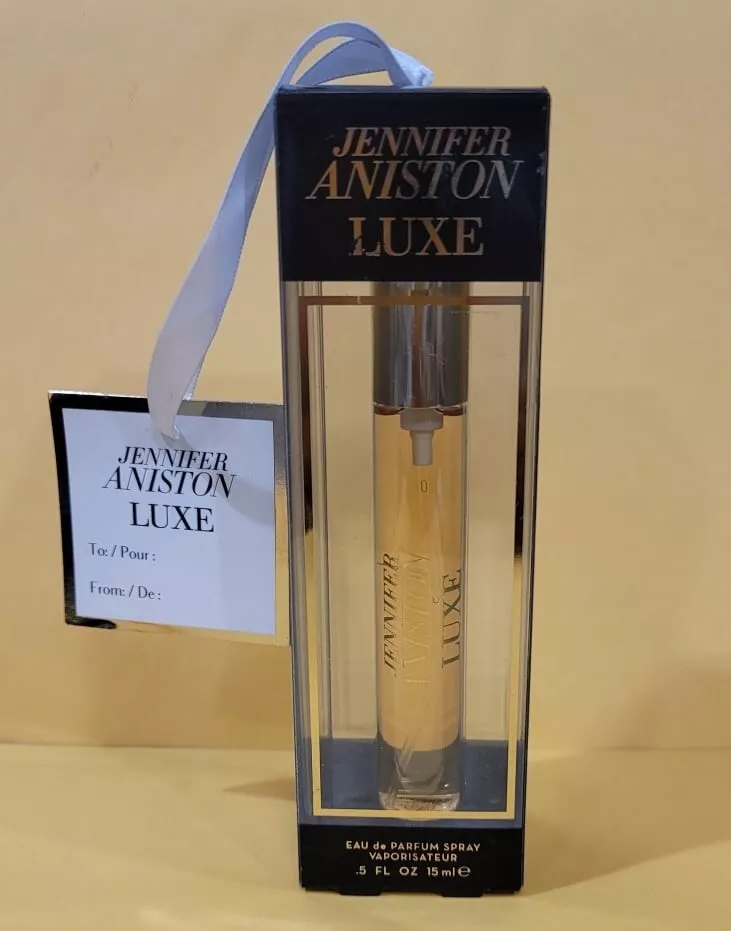 JENNIFER
ANISTON
LUXE
JENNIFER
ANISTON
LUXE
To: / Pour :
From: / De :
JENNIFER
ANISTON
LUXE
EAU de PARFUM SPRAY
VAPORISATEUR
.5 FL OZ 15 ml ℮